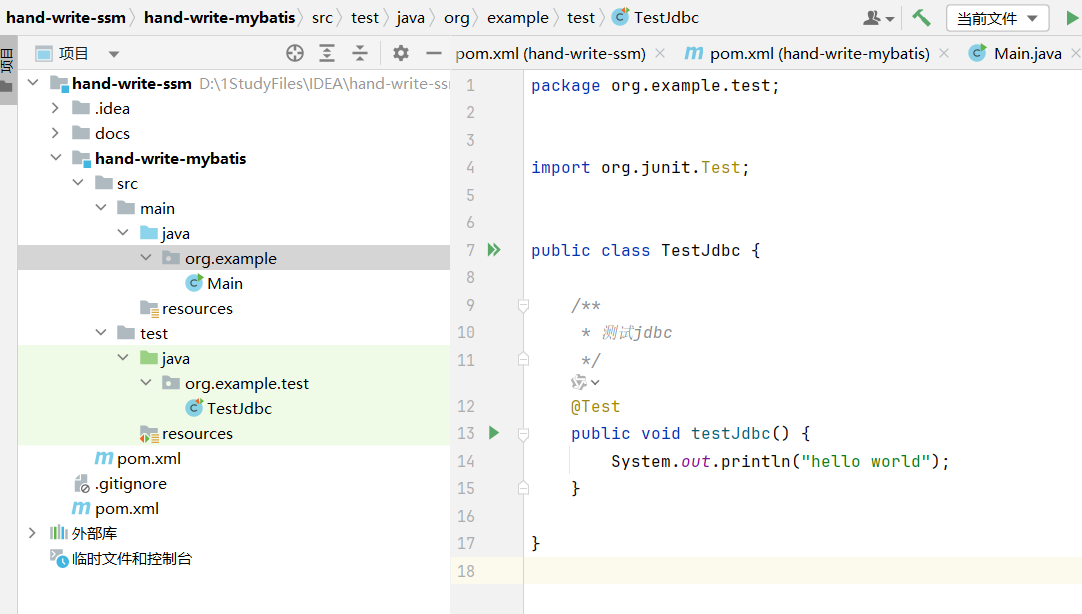 hand-write-ssm hand-write-mybatis src test java org example test TestJdbc 当前文件
项目
项目
pom.xml (hand-write-ssm) pom.xml (hand-write-mybatis) Main.java
hand-write-ssm D:\1StudyFiles\IDEA\hand-write-ss
.idea
docs
hand-write-mybatis
src
main
java
org.example
Main
resources
test
java
org.example.test
TestJdbc
resources
pom.xml
.gitignore
pom.xml
外部库
临时文件和控制台
1 package org.example.test;
2
3
4 import org.junit.Test;
5
6
7 public class TestJdbc {
8
9 /**
10 * 测试jdbc
11 */
12 @Test
13 public void testJdbc() {
14 System.out.println("hello world");
15 }
16
17 }
18